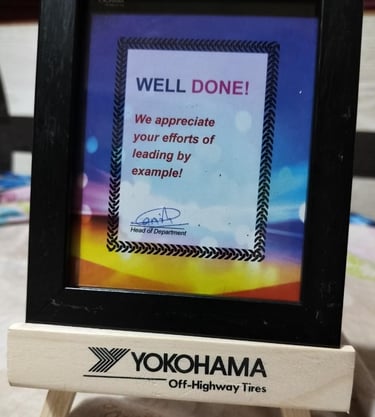 WELL DONE!
We appreciate
your efforts of
leading by
example!
Head of Department
YOKOHAMA
Off-Highway Tires